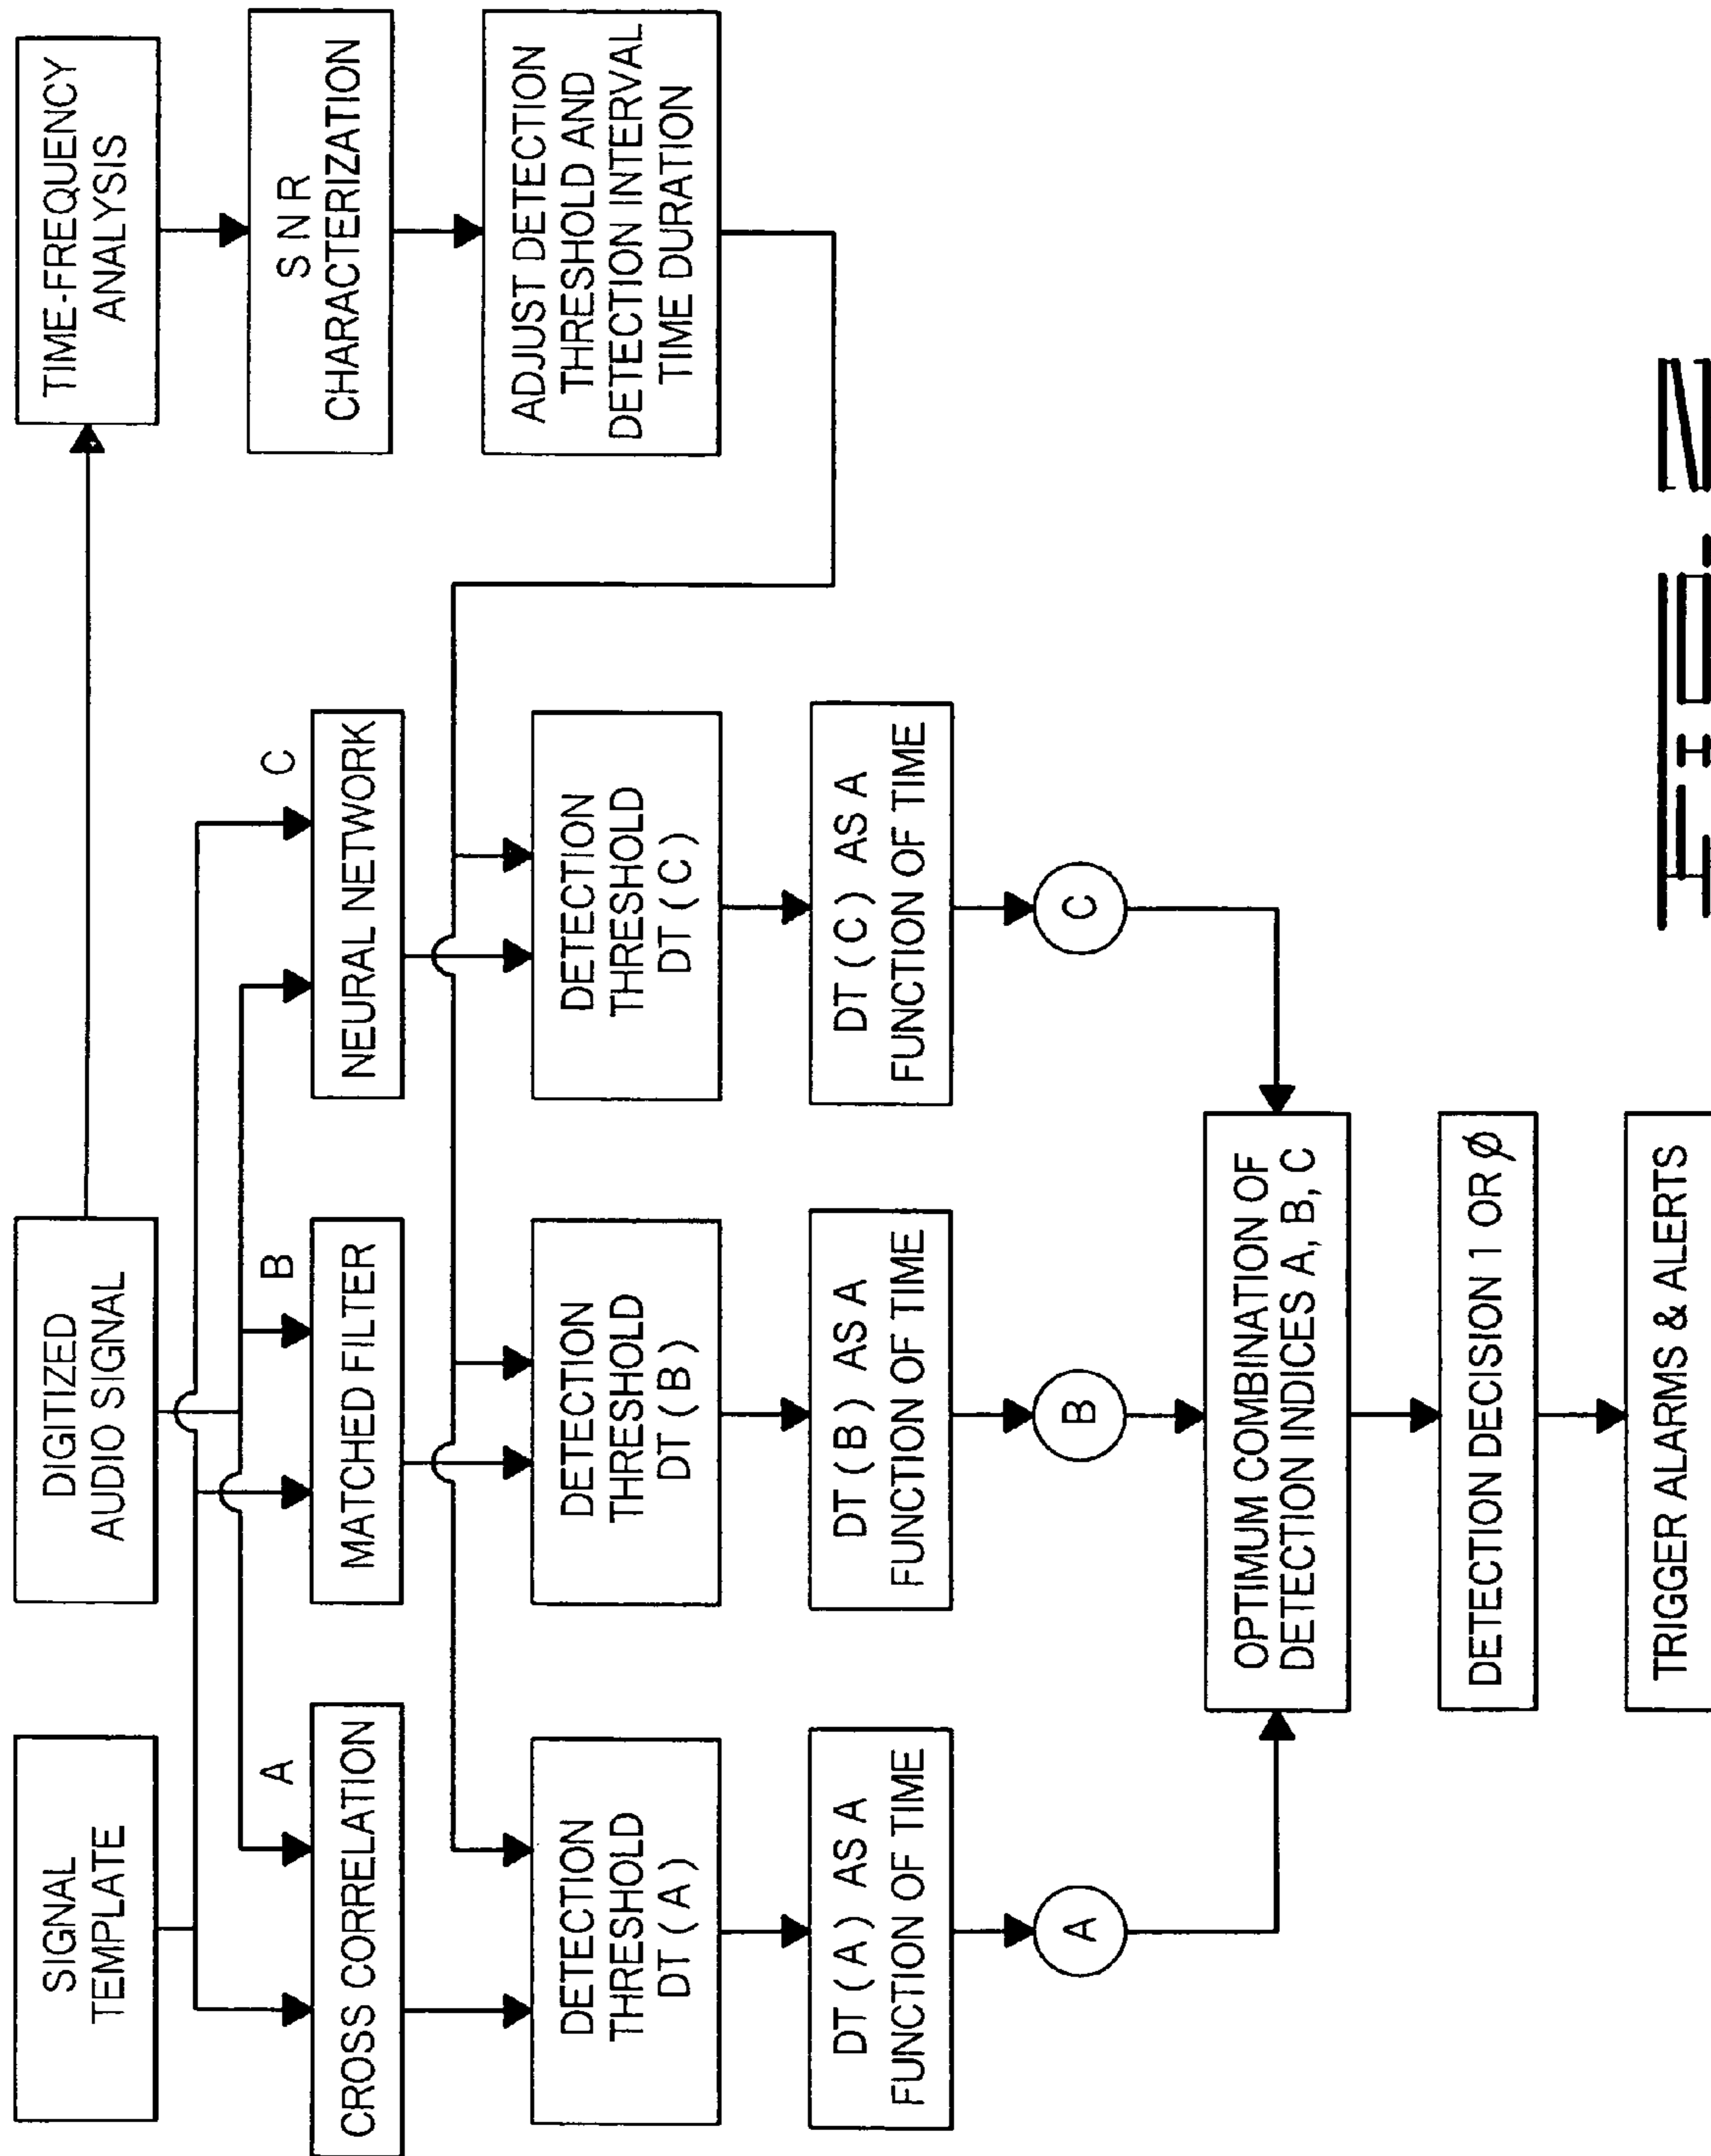 SIGNAL
TEMPLATE
DIGITIZED
AUDIO SIGNAL
TIME-FREQUENCY
ANALYSIS
A
B
C
CROSS CORRELATION
MATCHED FILTER
NEURAL NETWORK
S N R
CHARACTERIZATION
ADJUST DETECTION
THRESHOLD AND
DETECTION INTERVAL
TIME DURATION
DETECTION
THRESHOLD
DT ( A )
DETECTION
THRESHOLD
DT ( B )
DETECTION
THRESHOLD
DT ( C )
DT ( A ) AS A
FUNCTION OF TIME
DT ( B ) AS A
FUNCTION OF TIME
DT ( C ) AS A
FUNCTION OF TIME
A
B
C
OPTIMUM COMBINATION OF
DETECTION INDICES A, B, C
DETECTION DECISION 1 OR Ø
TRIGGER ALARMS & ALERTS